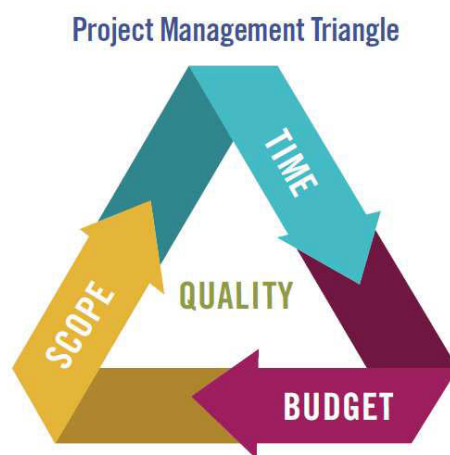 Project Management Triangle
TIME
QUALITY
SCOPE
BUDGET